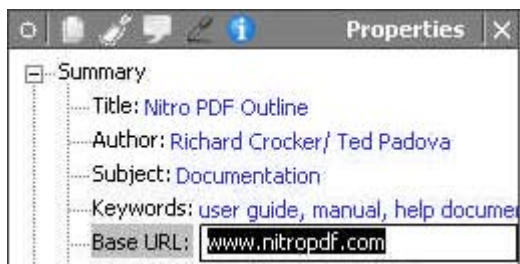 Properties
Summary
Title: Nitro PDF Outline
Author: Richard Crocker/ Ted Padova
Subject: Documentation
Keywords: user guide, manual, help documen
Base URL: www.nitropdf.com